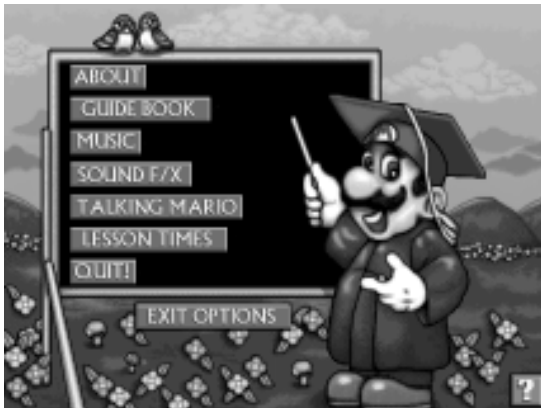 ABOUT
GUIDE BOOK
MUSIC
SOUND F/X
TALKING MARIO
LESSON TIMES
QUIT!
EXIT OPTIONS
?